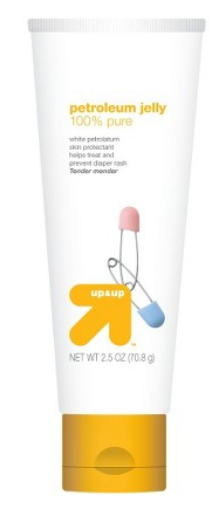 petroleum jelly
100% pure
white petrolatum
skin protectant
helps treat and
prevent diaper rash
Tender mender
up&up
™
NET WT 2.5 OZ (70.8 g)